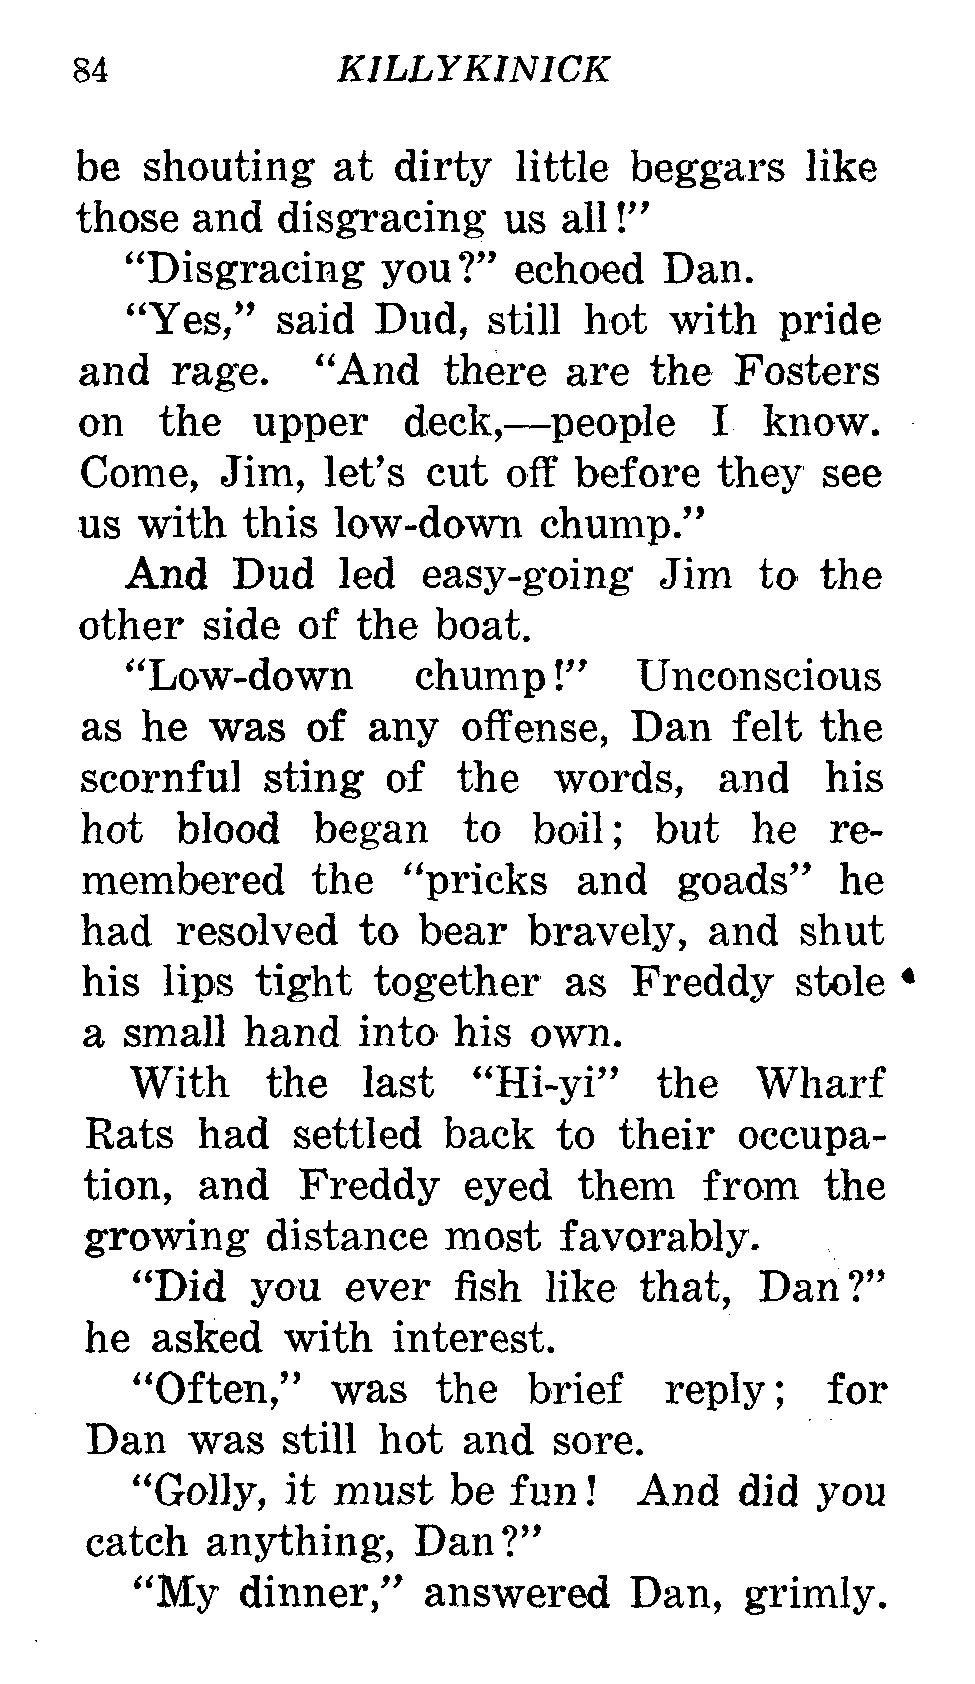 84 KILLYKINICK
be shouting at dirty little beggars like
those and disgracing us all!"
"Disgracing you?" echoed Dan.
"Yes," said Dud, still hot with pride
and rage. "And there are the Fosters
on the upper deck,—people I know.
Come, Jim, let's cut off before they see
us with this low-down chump."
And Dud led easy-going Jim to the
other side of the boat.
"Low-down chump!" Unconscious
as he was of any offense, Dan felt the
scornful sting of the words, and his
hot blood began to boil; but he re-
membered the "pricks and goads" he
had resolved to bear bravely, and shut
his lips tight together as Freddy stole
a small hand into his own.
With the last "Hi-yi" the Wharf
Rats had settled back to their occupa-
tion, and Freddy eyed them from the
growing distance most favorably.
"Did you ever fish like that, Dan?"
he asked with interest.
"Often," was the brief reply; for
Dan was still hot and sore.
"Golly, it must be fun! And did you
catch anything, Dan?"
"My dinner," answered Dan, grimly.